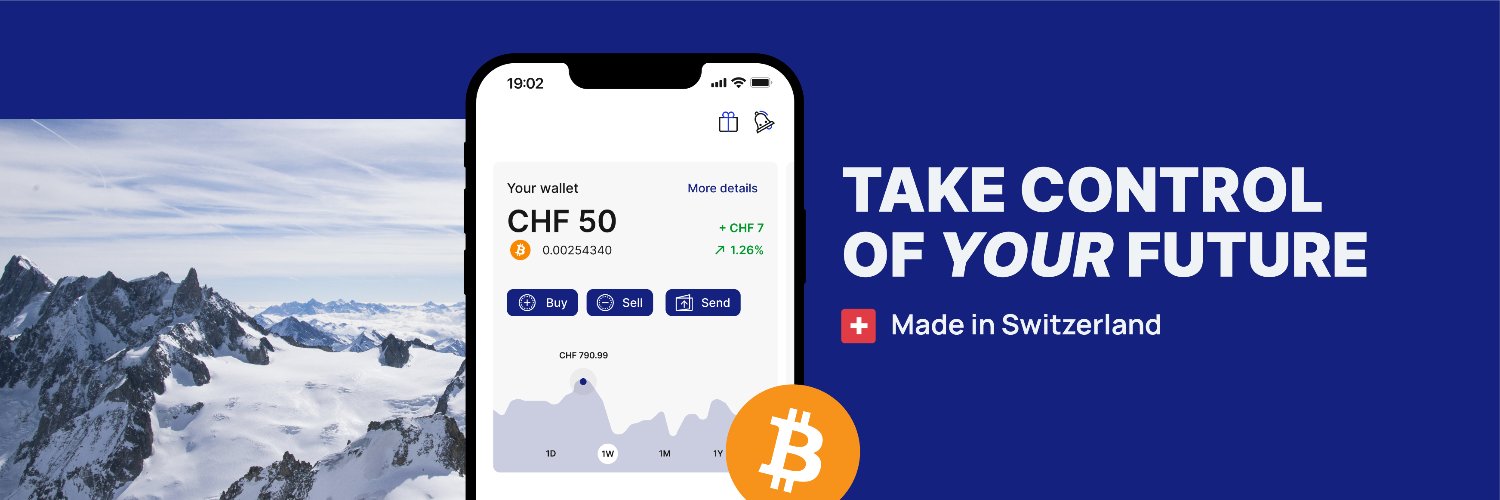 19:02
Your wallet
More details
CHF 50
+ CHF 7
0.00254340
1.26%
Buy
Sell
Send
CHF 790.99
1D
1W
1M
1Y
TAKE CONTROL
OF YOUR FUTURE
Made in Switzerland